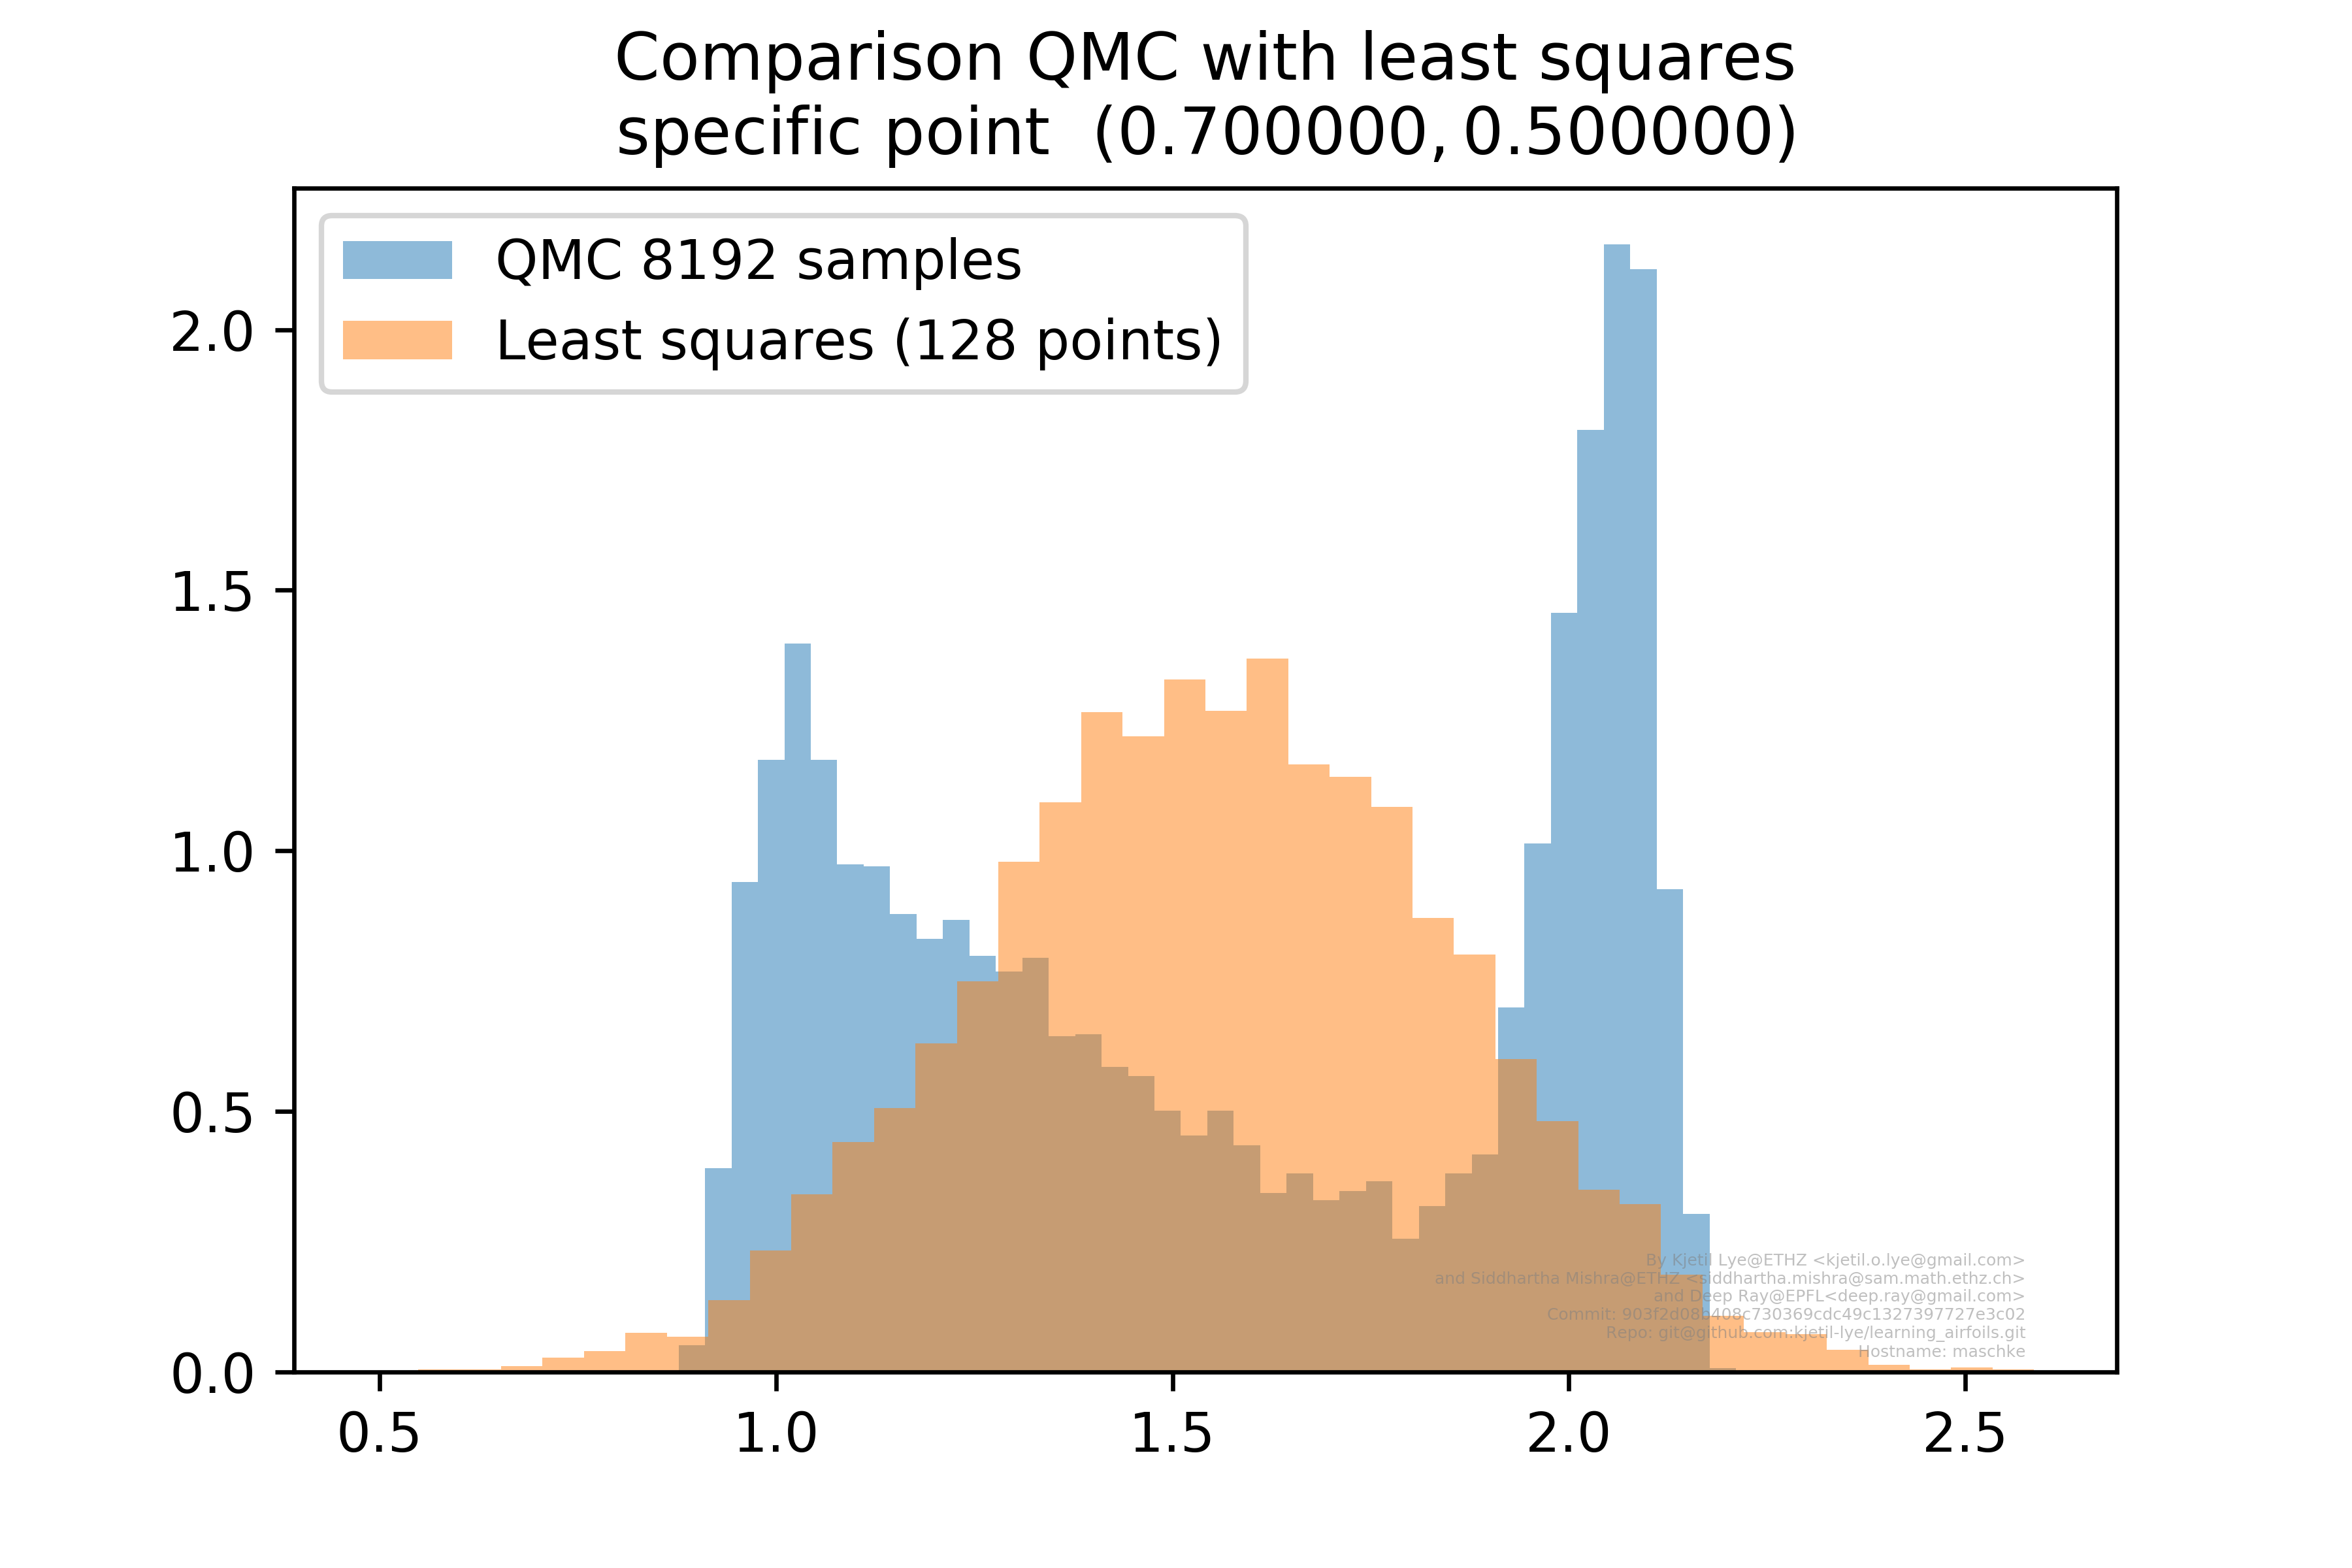 Comparison QMC with least squares
specific point (0.700000, 0.500000)
QMC 8192 samples
Least squares (128 points)
2.0
1.5
1.0
0.5
0.0
0.5
1.0
1.5
2.0
2.5
By Kjetil Lye@ETHZ <kjetil.o.lye@gmail.com>
and Siddhartha Mishra@ETHZ <siddhartha.mishra@sam.math.ethz.ch>
and Deep Ray@EPFL<deep.ray@gmail.com>
Commit: 903f2d08b408c730369cdc49c1327397727e3c02
Repo: git@github.com:kjetil-lye/learning_airfoils.git
Hostname: maschke